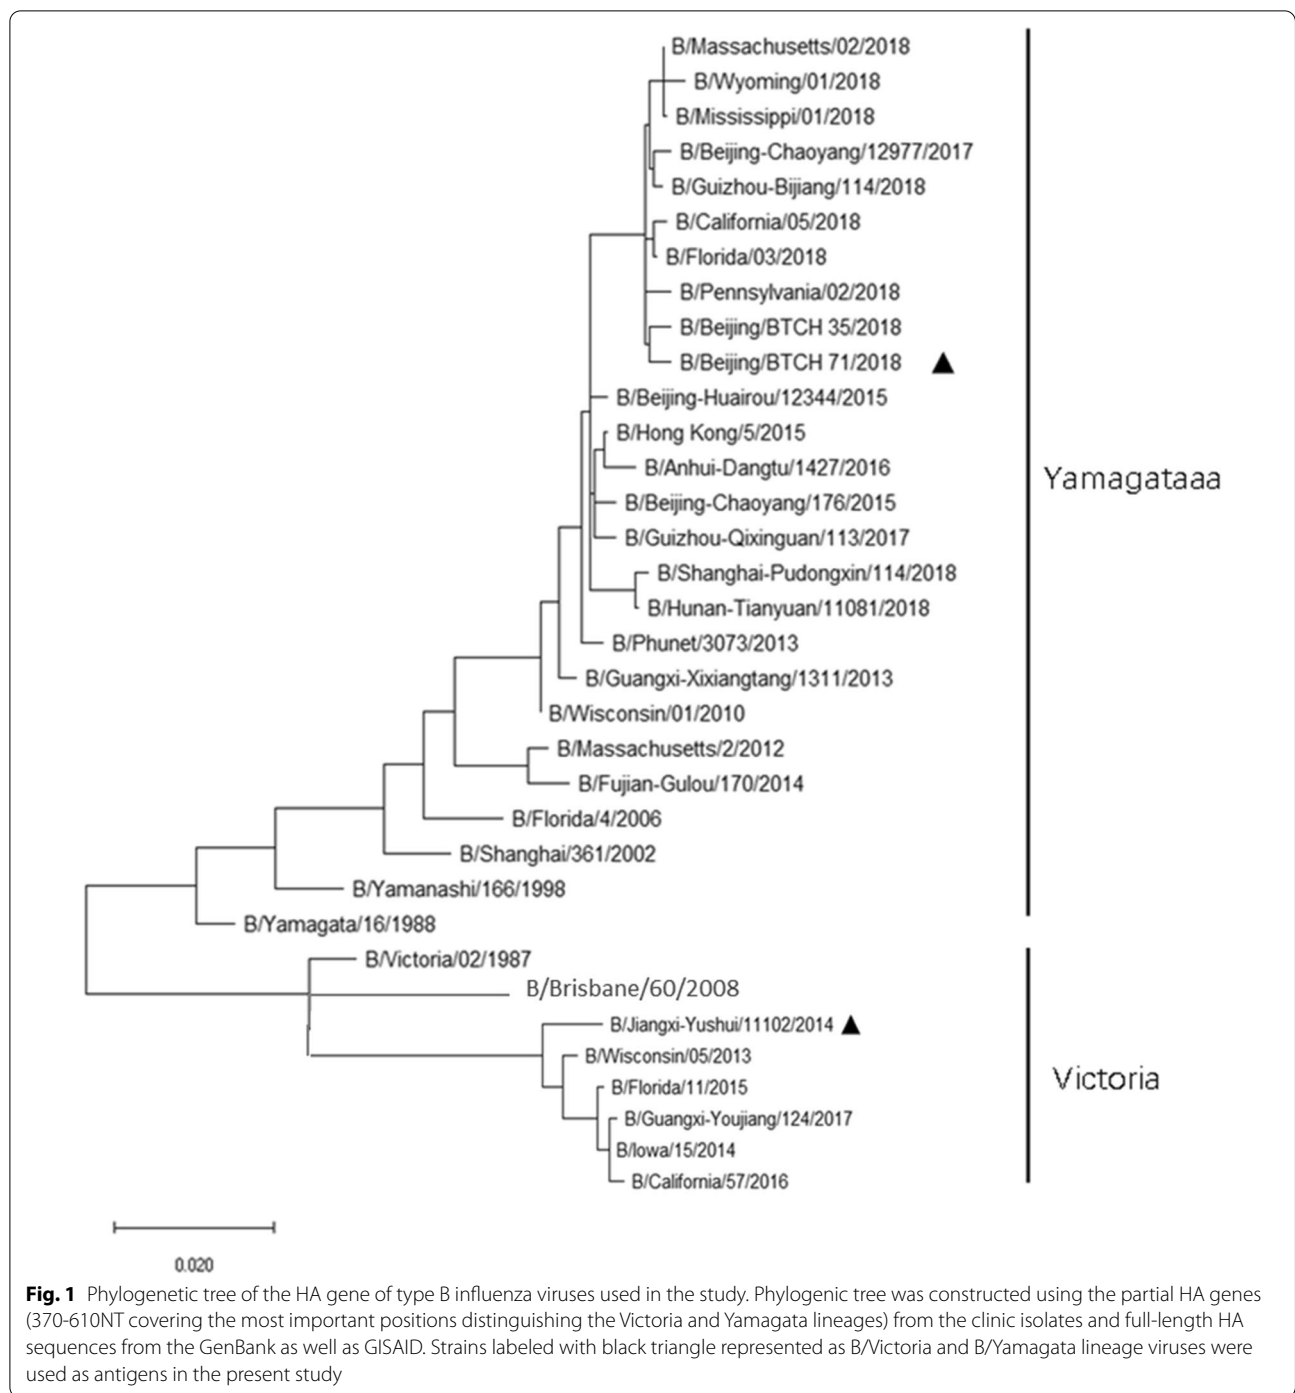 B/Massachusetts/02/2018
B/Wyoming/01/2018
B/Mississippi/01/2018
B/Beijing-Chaoyang/12977/2017
B/Guizhou-Bijiang/114/2018
B/California/05/2018
B/Florida/03/2018
B/Pennsylvania/02/2018
B/Beijing/BTCH 35/2018
B/Beijing/BTCH 71/2018
B/Beijing-Huairou/12344/2015
B/Hong Kong/5/2015
B/Anhui-Dangtu/1427/2016
B/Beijing-Chaoyang/176/2015
B/Guizhou-Qixinguan/113/2017
B/Shanghai-Pudongxin/114/2018
B/Hunan-Tianyuan/11081/2018
B/Phunet/3073/2013
B/Guangxi-Xixiangtang/1311/2013
B/Wisconsin/01/2010
B/Massachusetts/2/2012
B/Fujian-Gulou/170/2014
B/Florida/4/2006
B/Shanghai/361/2002
B/Yamanashi/166/1998
B/Yamagata/16/1988
Yamagataaa
B/Victoria/02/1987
B/Brisbane/60/2008
B/Jiangxi-Yushui/11102/2014
B/Wisconsin/05/2013
B/Florida/11/2015
B/Guangxi-Youjiang/124/2017
B/Iowa/15/2014
B/California/57/2016
Victoria
0.020
Fig. 1 Phylogenetic tree of the HA gene of type B influenza viruses used in the study. Phylogenic tree was constructed using the partial HA genes
(370-610NT covering the most important positions distinguishing the Victoria and Yamagata lineages) from the clinic isolates and full-length HA
sequences from the GenBank as well as GISAID. Strains labeled with black triangle represented as B/Victoria and B/Yamagata lineage viruses were
used as antigens in the present study